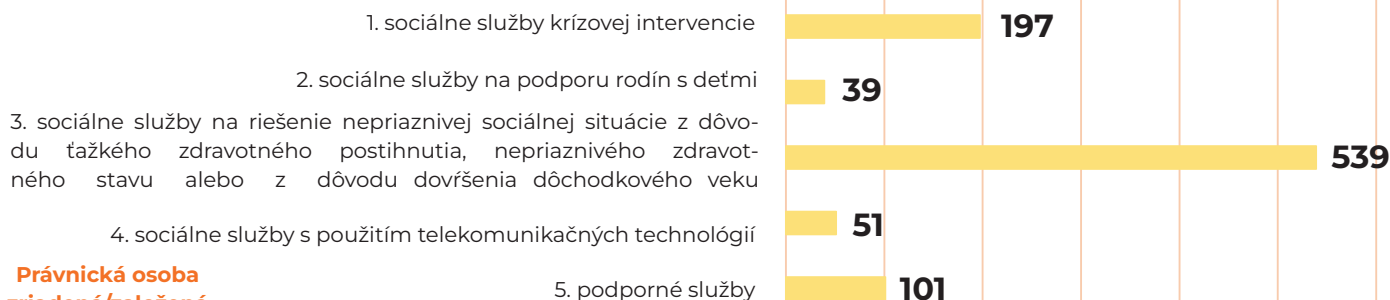 1. sociálne služby krízovej intervencie
197
2. sociálne služby na podporu rodín s deťmi
39
3. sociálne služby na riešenie nepriaznivej sociálnej situácie z dôvo-
du ťažkého zdravotného postihnutia, nepriaznivého zdravot-
ného stavu alebo z dôvodu dovŕšenia dôchodkového veku
539
4. sociálne služby s použitím telekomunikačných technológií
51
Právnická osoba
5. podporné služby
101